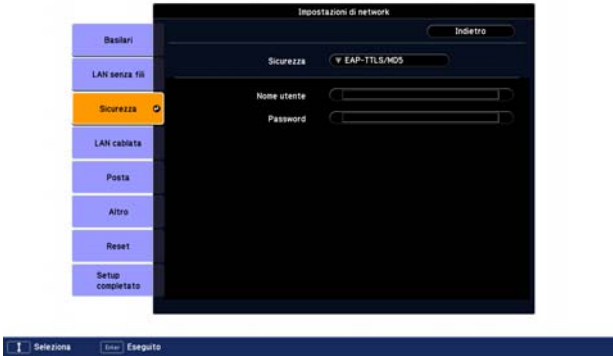 Impostazioni di network
Indietro
Basilari
LAN senza fili
Sicurezza
LAN cablata
Posta
Altro
Reset
Setup
completato
Sicurezza
EAP-TTLS/MD5
Nome utente
Password
Seleziona
Enter Eseguito